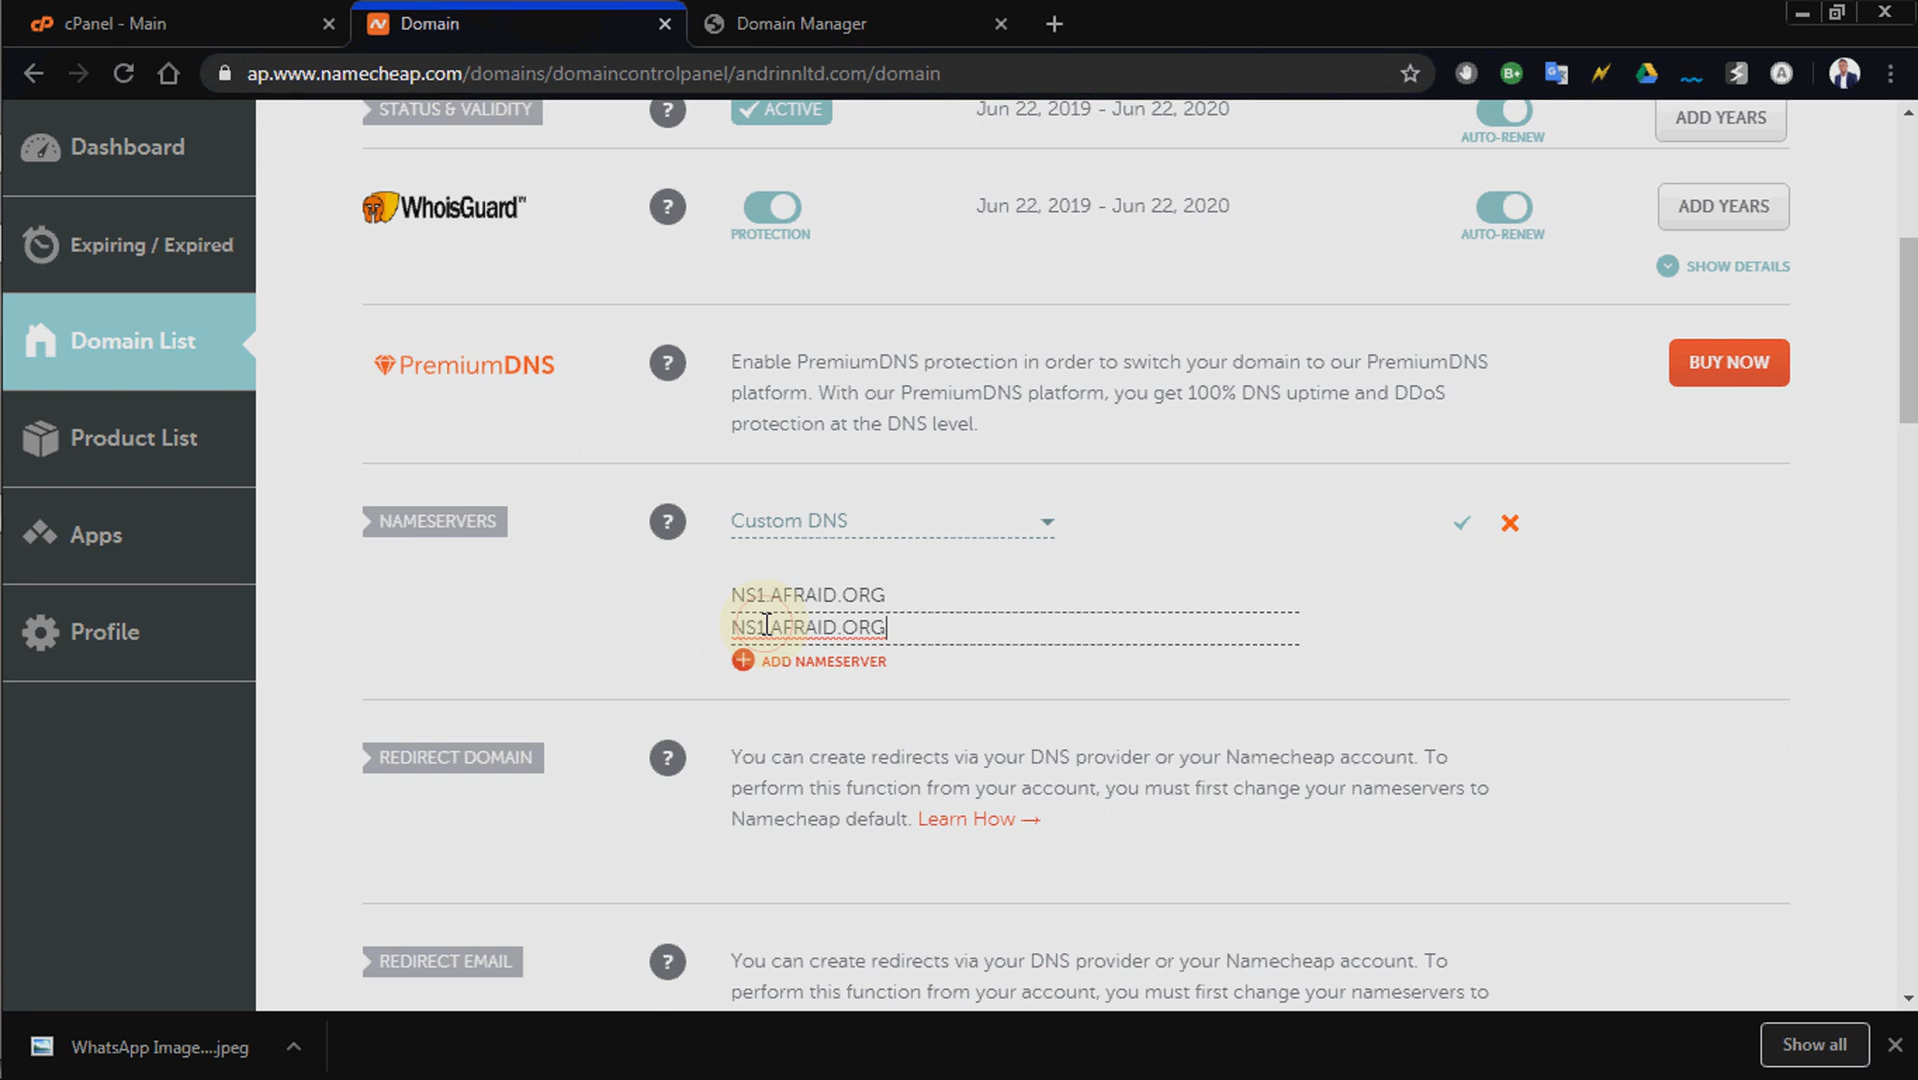 cPanel - Main
Domain
Domain Manager
ap.www.namecheap.com/domains/domaincontrolpanel/andrinnltd.com/domain
Dashboard
Expiring / Expired
Domain List
Product List
Apps
Profile
STATUS & VALIDITY
?
ACTIVE
Jun 22, 2019 - Jun 22, 2020
AUTO-RENEW
ADD YEARS
WhoisGuard
?
PROTECTION
Jun 22, 2019 - Jun 22, 2020
AUTO-RENEW
ADD YEARS
SHOW DETAILS
PremiumDNS
?
Enable PremiumDNS protection in order to switch your domain to our PremiumDNS
platform. With our PremiumDNS platform, you get 100% DNS uptime and DDoS
protection at the DNS level.
BUY NOW
NAMESERVERS
?
Custom DNS
NS1.AFRAID.ORG
NS1.AFRAID.ORG
ADD NAMESERVER
REDIRECT DOMAIN
?
You can create redirects via your DNS provider or your Namecheap account. To
perform this function from your account, you must first change your nameservers to
Namecheap default. Learn How →
REDIRECT EMAIL
?
You can create redirects via your DNS provider or your Namecheap account. To
perform this function from your account, you must first change your nameservers to
WhatsApp Image....jpeg
Show all